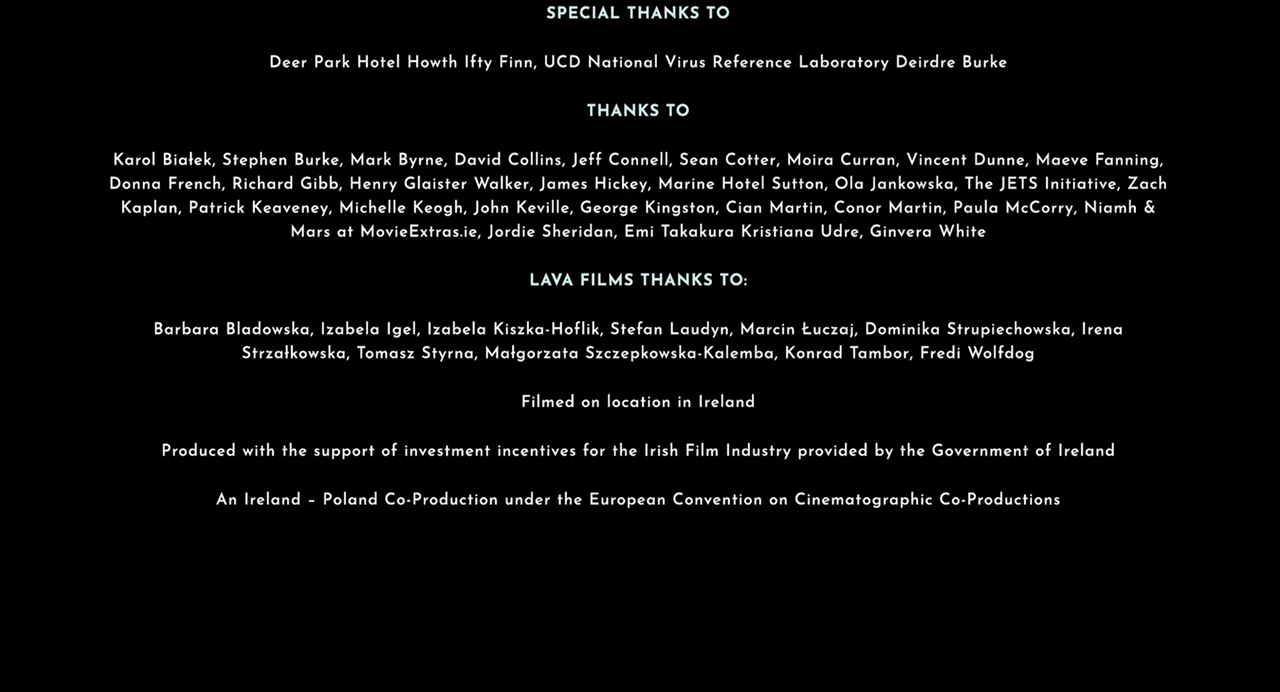 SPECIAL THANKS TO
Deer Park Hotel Howth Ifty Finn, UCD National Virus Reference Laboratory Deirdre Burke
THANKS TO
Karol Białek, Stephen Burke, Mark Byrne, David Collins, Jeff Connell, Sean Cotter, Moira Curran, Vincent Dunne, Maeve Fanning,
Donna French, Richard Gibb, Henry Glaister Walker, James Hickey, Marine Hotel Sutton, Ola Jankowska, The JETS Initiative, Zach
Kaplan, Patrick Keaveney, Michelle Keogh, John Keville, George Kingston, Cian Martin, Conor Martin, Paula McCorry, Niamh &
Mars at MovieExtras.ie, Jordie Sheridan, Emi Takakura Kristiana Udre, Ginvera White
LAVA FILMS THANKS TO:
Barbara Bladowska, Izabela Igel, Izabela Kiszka-Hoflik, Stefan Laudyn, Marcin Łuczaj, Dominika Strupiechowska, Irena
Strzałkowska, Tomasz Styrna, Małgorzata Szczepkowska-Kalemba, Konrad Tambor, Fredi Wolfdog
Filmed on location in Ireland
Produced with the support of investment incentives for the Irish Film Industry provided by the Government of Ireland
An Ireland – Poland Co-Production under the European Convention on Cinematographic Co-Productions